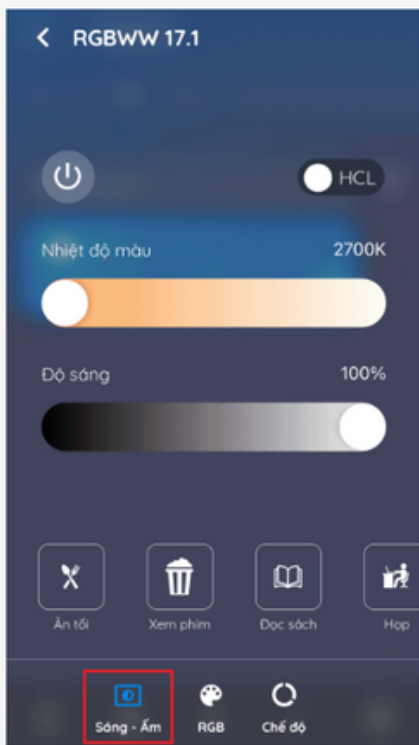 RGBWW 17.1
HCL
Nhiệt độ màu 2700K
Độ sáng 100%
Ăn tối Xem phim Đọc sách Họp
Sáng - Ấm RGB Chế độ